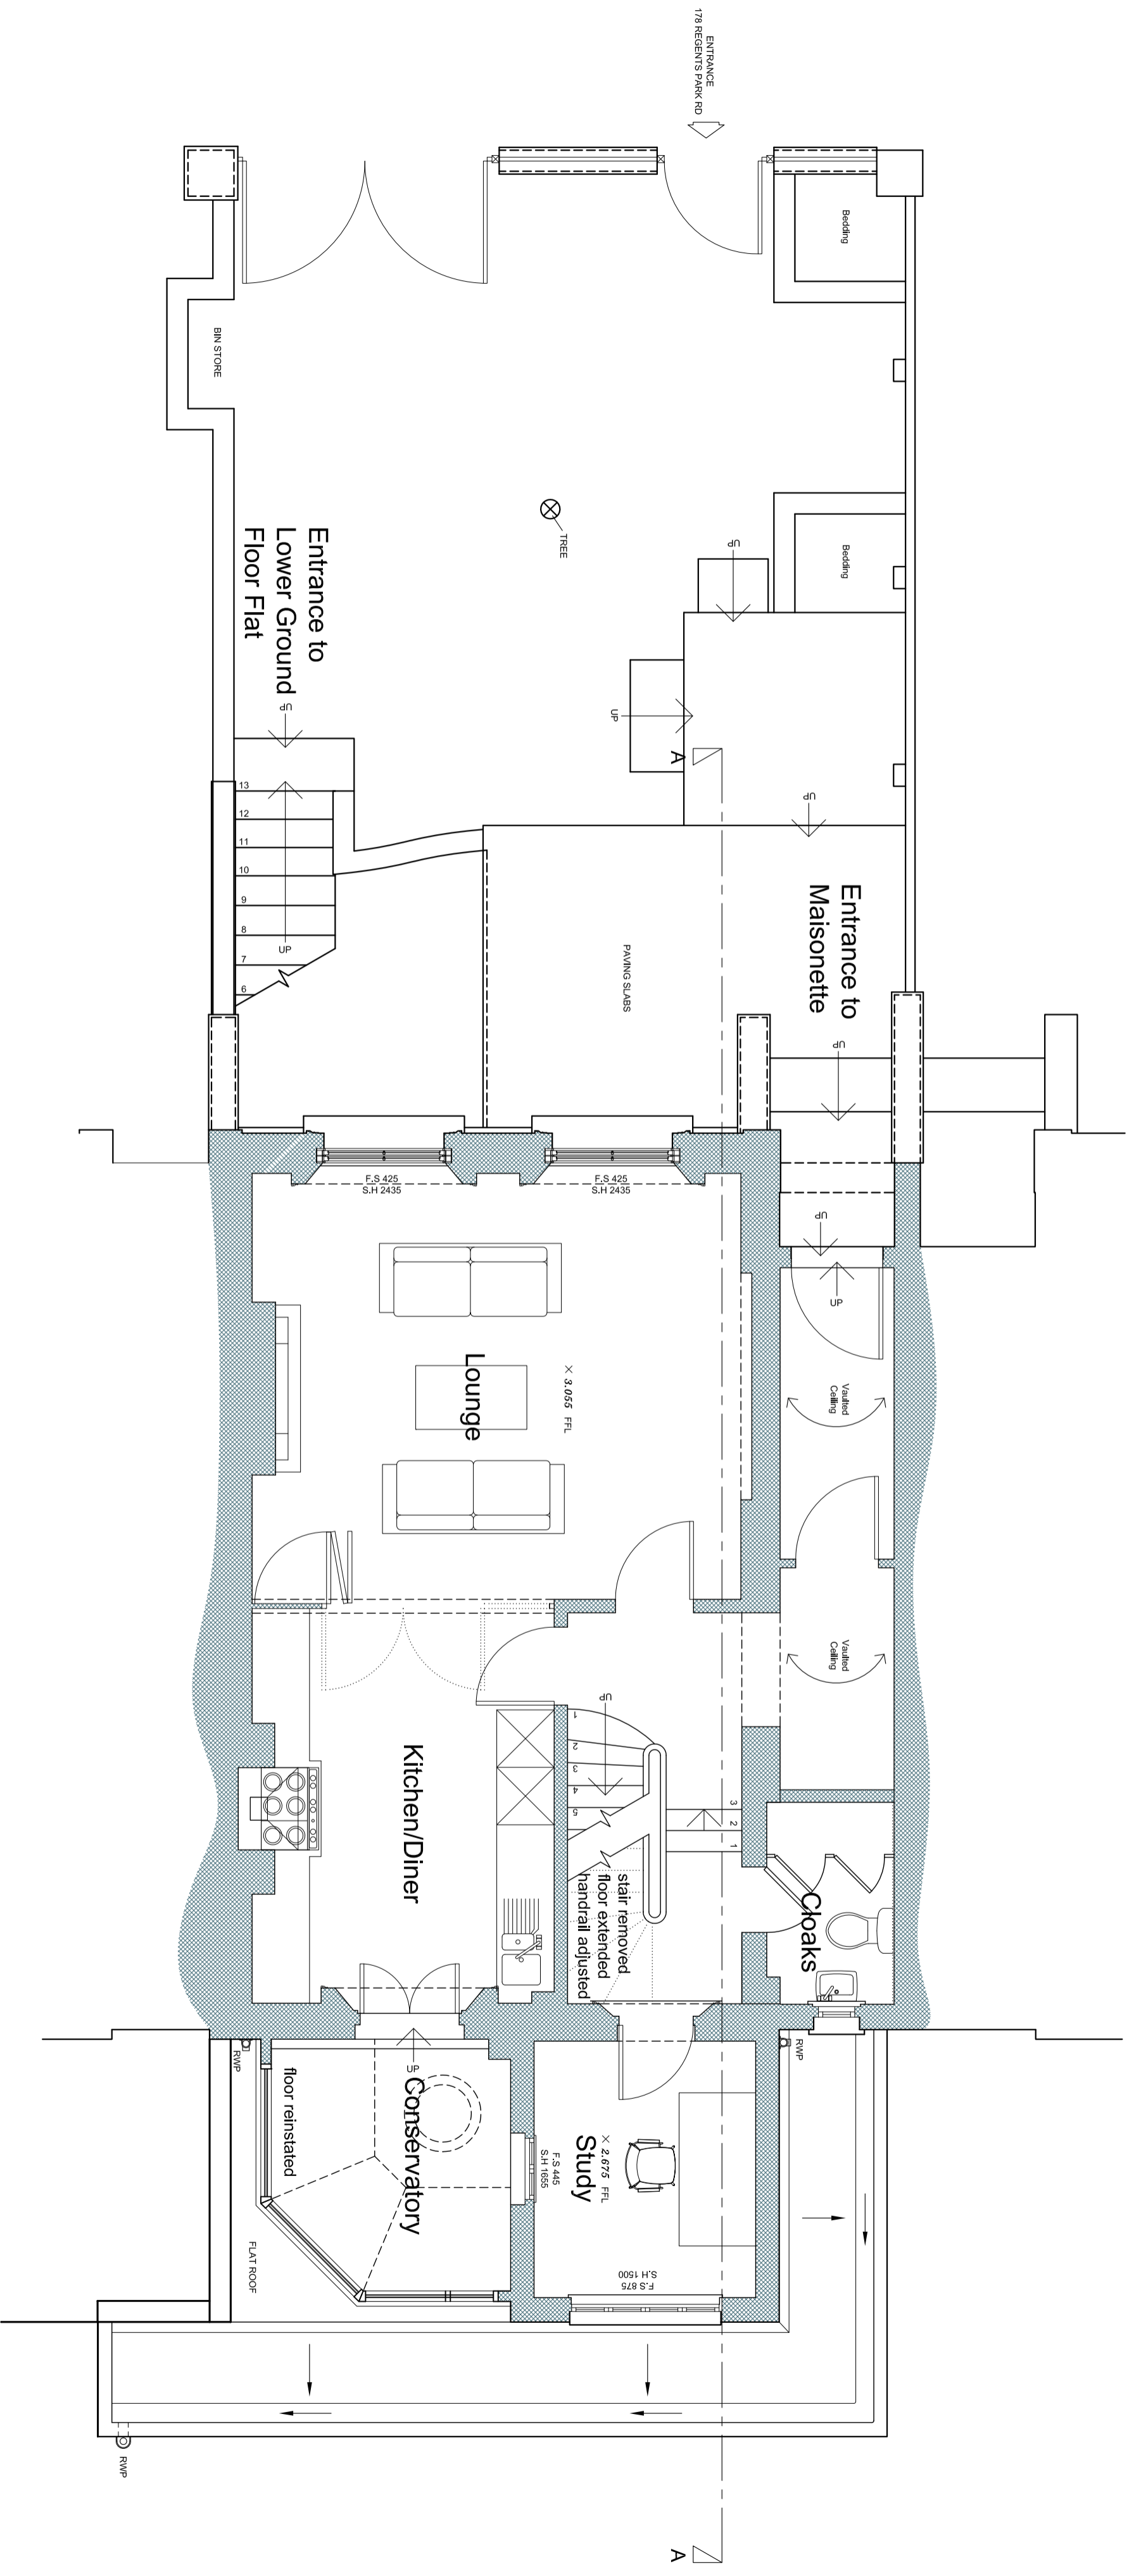 ENTRANCE
178 REGENTS PARK RD
Bedding
BIN STORE
TREE
Bedding
UP
UP
A
Entrance to
Lower Ground
Floor Flat
UP
13
12
11
10
9
8
7
6
UP
UP
Entrance to
Maisonette
PAVING SLABS
UP
F.S 425
S.H 2435
F.S 425
S.H 2435
UP
UP
Vaulted
Ceiling
Lounge
3.055 FFL
Vaulted
Ceiling
UP
1
2
3
4
5
3
2
1
Kitchen/Diner
stair removed
floor extended
handrail adjusted
Cloaks
RWP
RWP
UP
Conservatory
floor reinstated
F.S 445
S.H 1655
Study
2.675 FFL
F.S 875
S.H 1500
FLAT ROOF
RWP
A